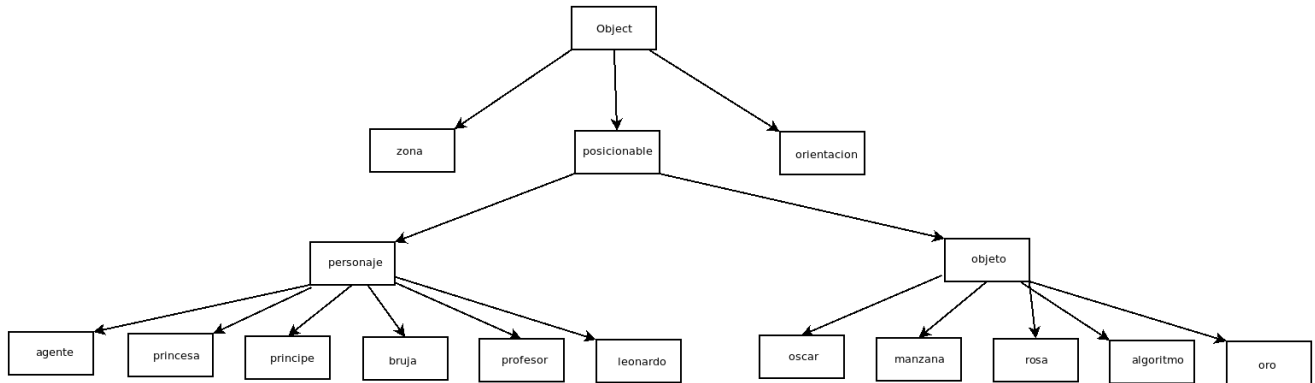 Object
zona
posicionable
orientacion
personaje
objeto
agente
princesa
principe
bruja
profesor
leonardo
oscar
manzana
rosa
algoritmo
oro